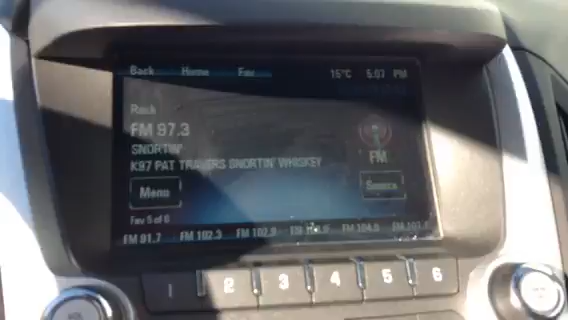 Back Home Fav 15°C 5:07 PM
Rock
FM 97.3
SNORTIN'
K97 PAT TRAVERS SNORTIN' WHISKEY
FM
Menu Source
Fav 5 of 6
FM 91.7 FM 102.3 FM 102.9 FM 104.9
1 2 3 4 5 6